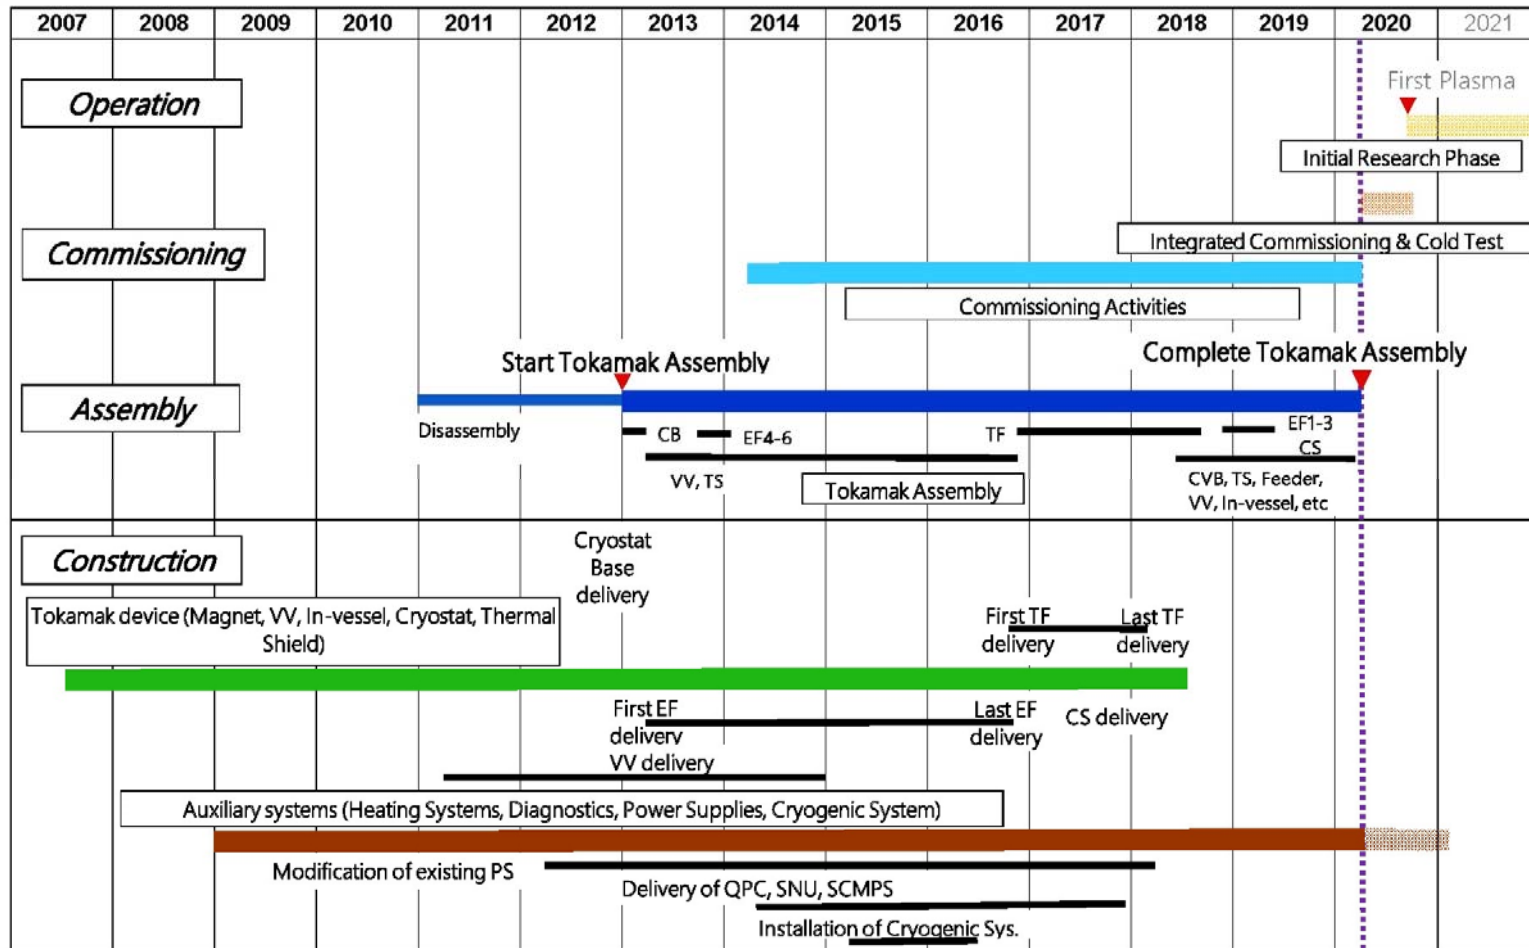 2007 2008 2009 2010 2011 2012 2013 2014 2015 2016 2017 2018 2019 2020 2021
First Plasma
Operation
Initial Research Phase
Commissioning
Integrated Commissioning & Cold Test
Commissioning Activities
Start Tokamak Assembly
Complete Tokamak Assembly
Assembly
Disassembly
CB
EF4-6
TF
EF1-3
CS
VV, TS
Tokamak Assembly
CVB, TS, Feeder,
VV, In-vessel, etc
Construction
Cryostat
Base
delivery
Tokamak device (Magnet, VV, In-vessel, Cryostat, Thermal
Shield)
First TF
delivery
Last TF
delivery
First EF
delivery
Last EF
delivery
CS delivery
VV delivery
Auxiliary systems (Heating Systems, Diagnostics, Power Supplies, Cryogenic System)
Modification of existing PS
Delivery of QPC, SNU, SCMPS
Installation of Cryogenic Sys.